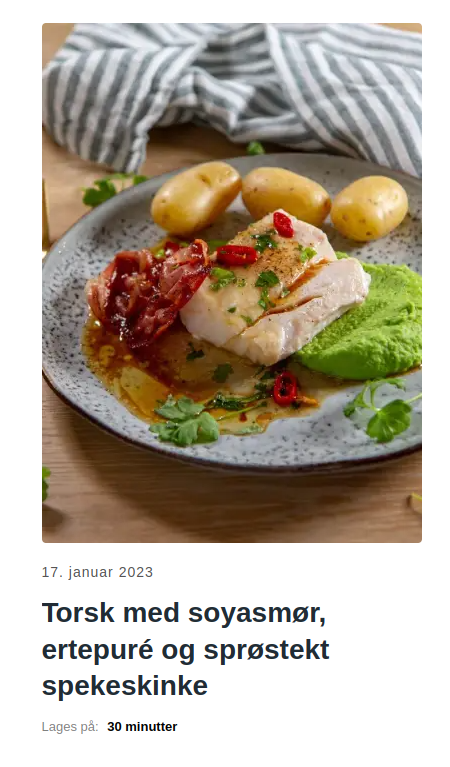 17. januar 2023
Torsk med soyasmør,
ertepuré og sprøstekt
spekeskinke
Lages på: 30 minutter